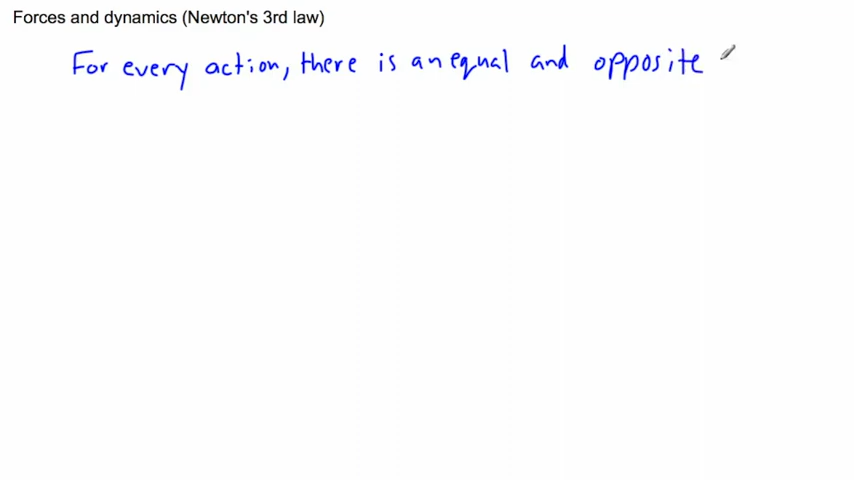 Forces and dynamics (Newton's 3rd law)
For every action, there is an equal and opposite